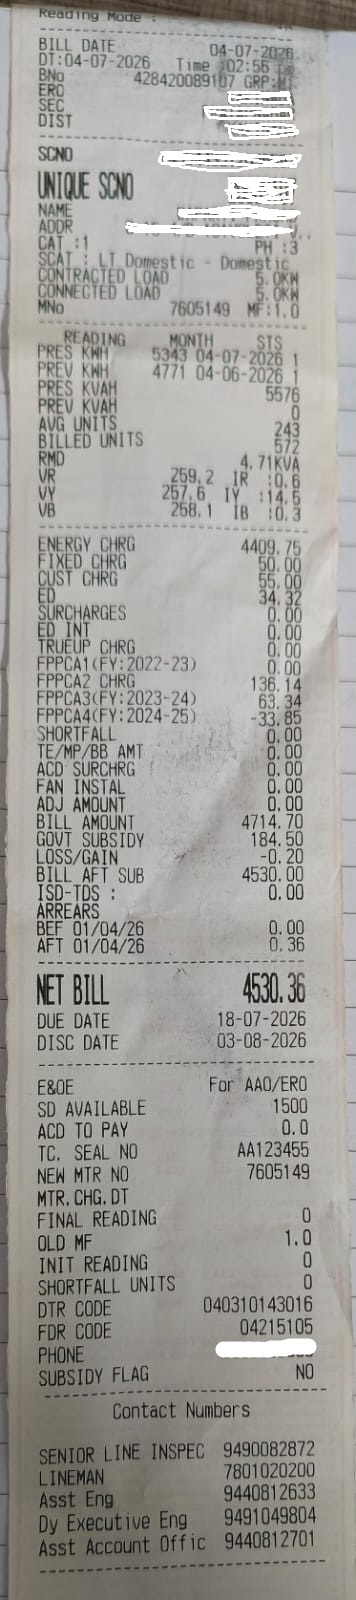 Reading Mode :
BILL DATE 04-07-2026
DT:04-07-2026 Time :02:56
BNo 428420089107 GRP:
ERO
SEC
DIST
SCNO
UNIQUE SCNO
NAME
ADDR
CAT :1 PH :3
SCAT : LT Domestic - Domestic
CONTRACTED LOAD 5.0KW
CONNECTED LOAD 5.0KW
MNo 7605149 MF:1.0
READING MONTH STS
PRES KWH 5343 04-07-2026 1
PREV KWH 4771 04-06-2026 1
PRES KVAH 5576
PREV KVAH 0
AVG UNITS 243
BILLED UNITS 572
RMD 4.71KVA
VR 259.2 IR :0.6
VY 257.6 IY :14.5
VB 258.1 IB :0.3
ENERGY CHRG 4409.75
FIXED CHRG 50.00
CUST CHRG 55.00
ED 34.32
SURCHARGES 0.00
ED INT 0.00
TRUEUP CHRG 0.00
FPPCA1(FY:2022-23) 0.00
FPPCA2 CHRG 136.14
FPPCA3(FY:2023-24) 63.34
FPPCA4(FY:2024-25) -33.85
SHORTFALL 0.00
TE/MP/BB AMT 0.00
ACD SURCHRG 0.00
FAN INSTAL 0.00
ADJ AMOUNT 0.00
BILL AMOUNT 4714.70
GOVT SUBSIDY 184.50
LOSS/GAIN -0.20
BILL AFT SUB 4530.00
ISD-TDS : 0.00
ARREARS
BEF 01/04/26 0.00
AFT 01/04/26 0.36
NET BILL 4530.36
DUE DATE 18-07-2026
DISC DATE 03-08-2026
E&OE For AAO/ERO
SD AVAILABLE 1500
ACD TO PAY 0.0
TC. SEAL NO AA123455
NEW MTR NO 7605149
MTR.CHG.DT
FINAL READING 0
OLD MF 1.0
INIT READING 0
SHORTFALL UNITS 0
DTR CODE 040310143016
FDR CODE 04215105
PHONE
SUBSIDY FLAG NO
Contact Numbers
SENIOR LINE INSPEC 9490082872
LINEMAN 7801020200
Asst Eng 9440812633
Dy Executive Eng 9491049804
Asst Account Offic 9440812701